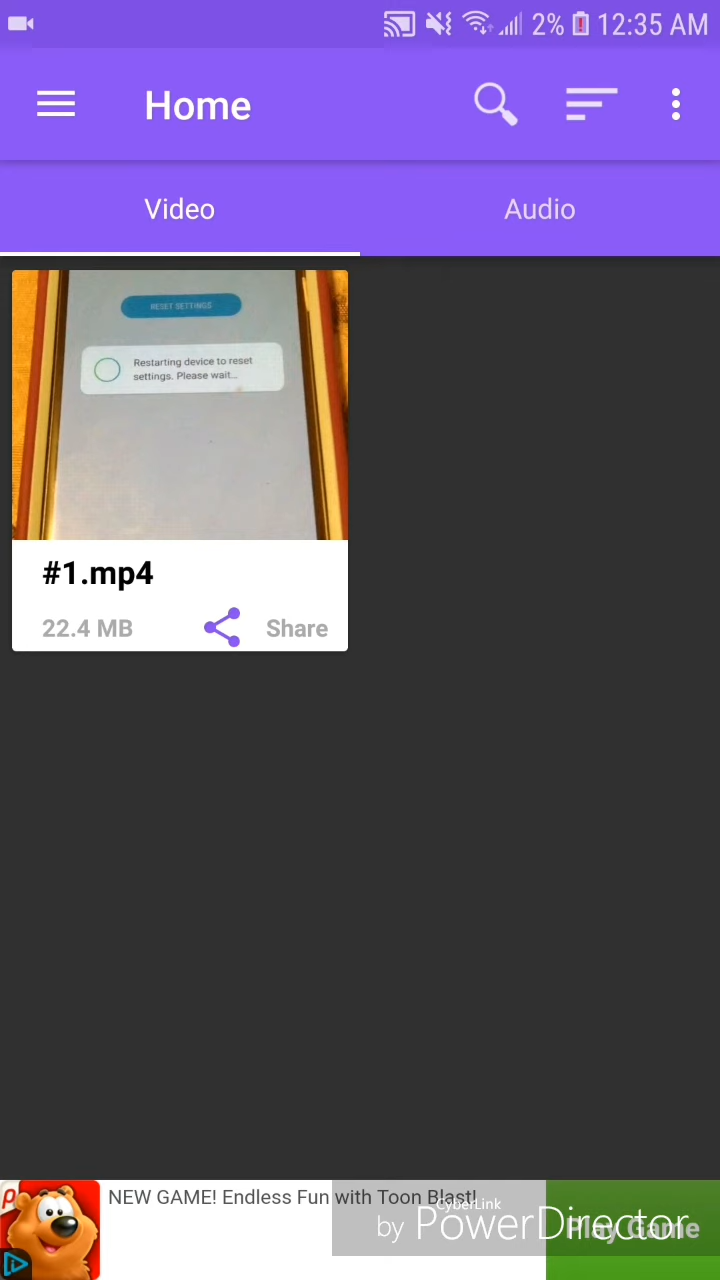 2% 12:35 AM
Home
Video Audio
RESET SETTINGS
Restarting device to reset
settings. Please wait...
#1.mp4
22.4 MB Share
NEW GAME! Endless Fun with Toon Blast!
Play Game
CyberLink
by PowerDirector